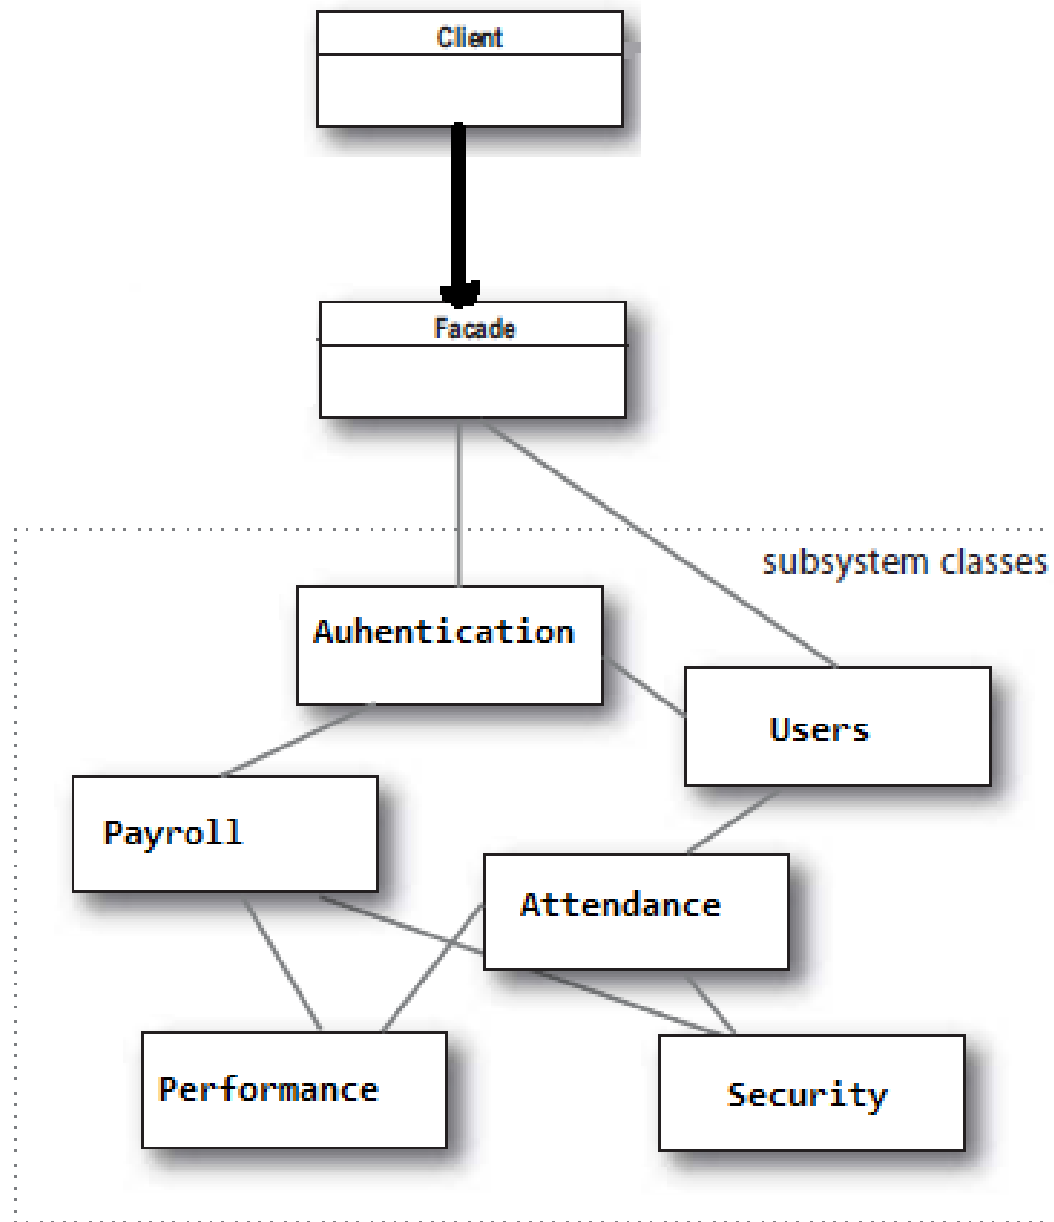 Client
Facade
subsystem classes
Auhentication
Users
Payroll
Attendance
Performance
Security